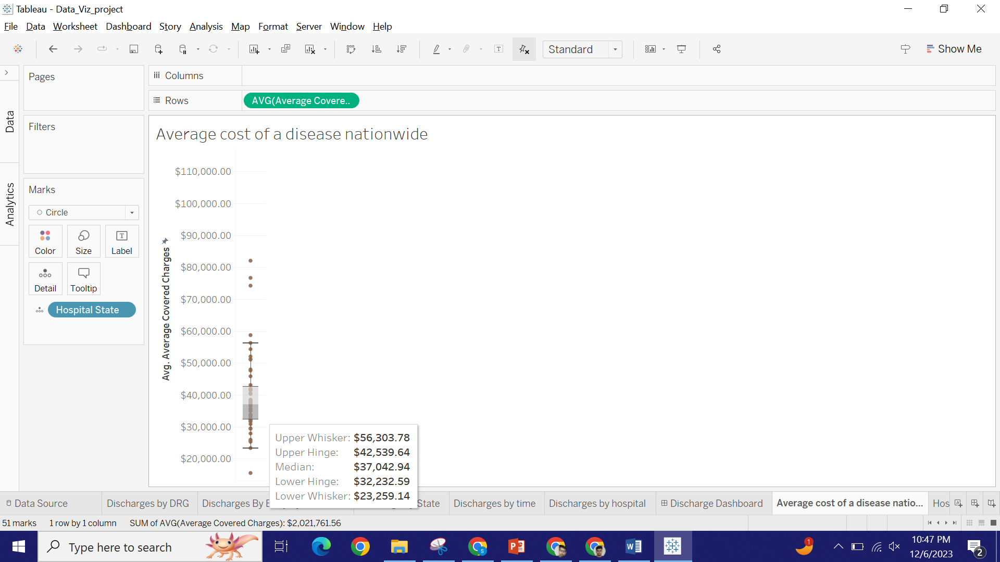 Tableau - Data_Viz_project
File Data Worksheet Dashboard Story Analysis Map Format Server Window Help
Standard
Show Me
Pages
Columns
Rows
AVG(Average Covere..
Data
Filters
Average cost of a disease nationwide
Analytics
Marks
Circle
Color
Size
Label
Detail
Tooltip
Hospital State
Avg. Average Covered Charges
$110,000.00
$100,000.00
$90,000.00
$80,000.00
$70,000.00
$60,000.00
$50,000.00
$40,000.00
$30,000.00
$20,000.00
Upper Whisker: $56,303.78
Upper Hinge: $42,539.64
Median: $37,042.94
Lower Hinge: $32,232.59
Lower Whisker: $23,259.14
Data Source
Discharges by DRG
Discharges By
State
Discharges by time
Discharges by hospital
Discharge Dashboard
Average cost of a disease natio...
Hos
51 marks 1 row by 1 column SUM of AVG(Average Covered Charges): $2,021,761.56
Type here to search
10:47 PM
12/6/2023
1
2